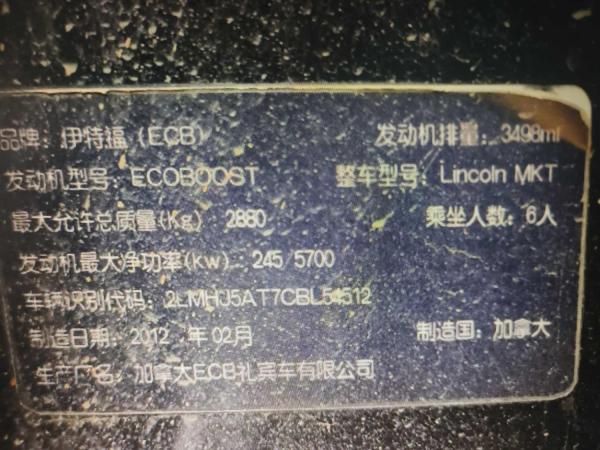 品牌：伊特福（ECB） 发动机排量：3498ml
发动机型号：ECOBOOST 整车型号：Lincoln MKT
最大允许总质量(Kg) 2880 乘坐人数：6人
发动机最大净功率(kw) 245/5700
车辆识别代码：2LMHJ5AT7CBL54512
制造日期：2012 年 02月 制造国：加拿大
生产厂名：加拿大ECB礼宾车有限公司